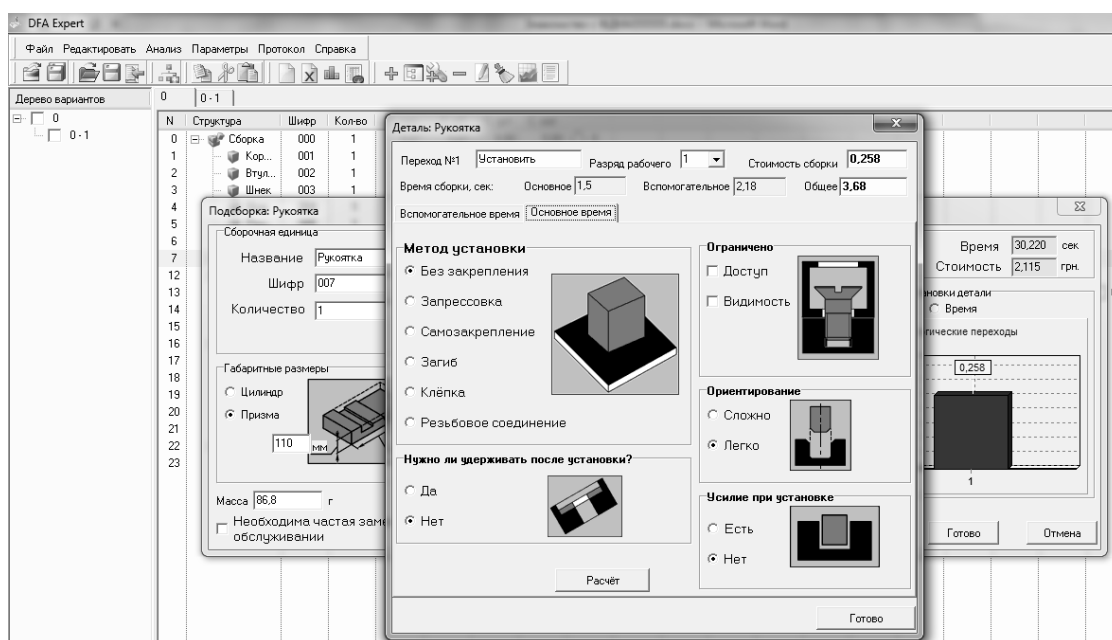 DFA Expert
Файл Редактировать Анализ Параметры Протокол Справка
Дерево вариантов
0
0 - 1
0
0 - 1
N Структура Шифр Кол-во
0 Сборка 000 1
1 Кор... 001 1
2 Втул... 002 1
3 Шнек 003 1
4
5
6
7
12
13
14
15
16
17
18
19
20
21
22
23
Подсборка: Рукоятка
Сборочная единица
Название Рукоятка
Шифр 007
Количество 1
Габаритные размеры
Цилиндр
Призма
110 мм
Масса 86,8 г
Необходима частая
обслуживании
Деталь: Рукоятка
Переход №1 Установить Разряд рабочего 1 Стоимость сборки 0,258
Время сборки, сек: Основное 1,5 Вспомогательное 2,18 Общее 3,68
Вспомогательное время Основное время
Метод установки
Без закрепления
Запрессовка
Самозакрепление
Загиб
Клёпка
Резьбовое соединение
Нужно ли удерживать после установки?
Да
Нет
Расчёт
Ограничено
Доступ
Видимость
Ориентирование
Сложно
Легко
Усилие при установке
Есть
Нет
Готово
Время 30,220 сек
Стоимость 2,115 грн.
детали
Время
переходы
0,258
1
Готово Отмена